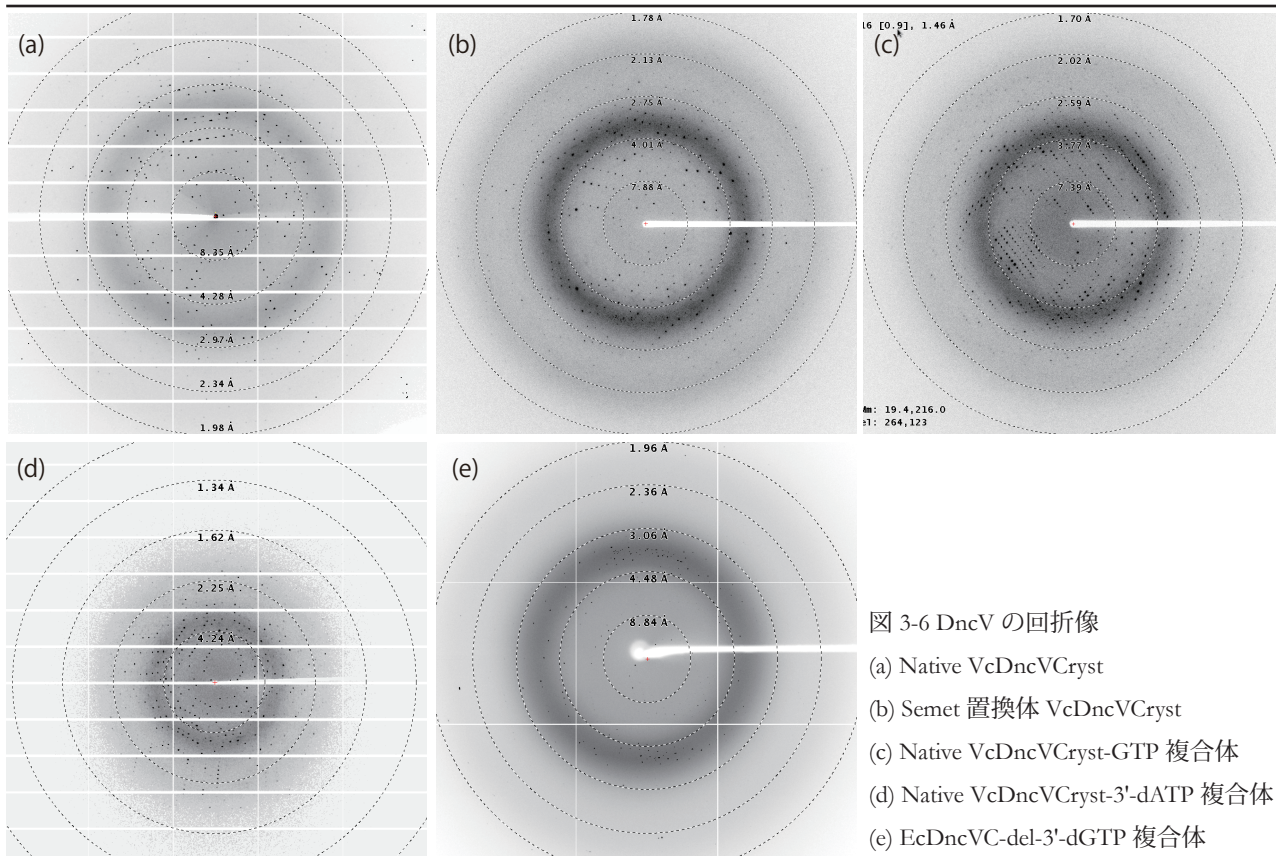 (a)
8.35 Å
4.28 Å
2.97 Å
2.34 Å
1.98 Å
(b)
1.78 Å
2.13 Å
2.75 Å
4.01 Å
7.88 Å
(c)
16 [0.9], 1.46 Å
1.70 Å
2.02 Å
2.59 Å
3.77 Å
7.39 Å
19.4,216.0
264,123
(d)
1.34 Å
1.62 Å
2.25 Å
4.24 Å
(e)
1.96 Å
2.36 Å
3.06 Å
4.48 Å
8.84 Å
図 3-6 DncV の回折像
(a) Native VcDncVCryst
(b) Semet 置換体 VcDncVCryst
(c) Native VcDncVCryst-GTP 複合体
(d) Native VcDncVCryst-3'-dATP 複合体
(e) EcDncVC-del-3'-dGTP 複合体